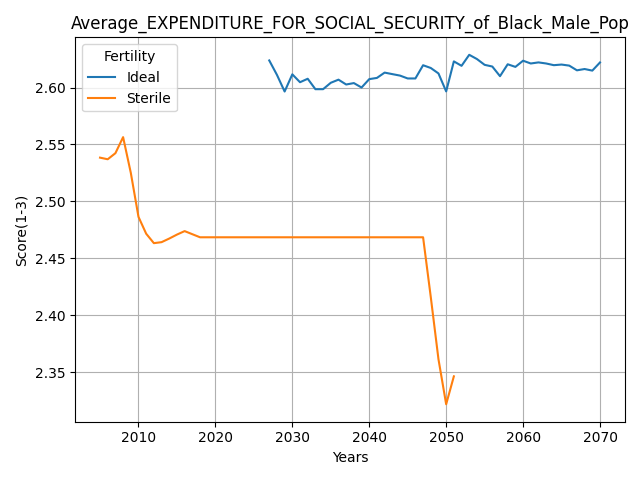 Average_EXPENDITURE_FOR_SOCIAL_SECURITY_of_Black_Male_Pop
Fertility
Ideal
Sterile
Score(1-3)
2.60
2.55
2.50
2.45
2.40
2.35
2010 2020 2030 2040 2050 2060 2070
Years